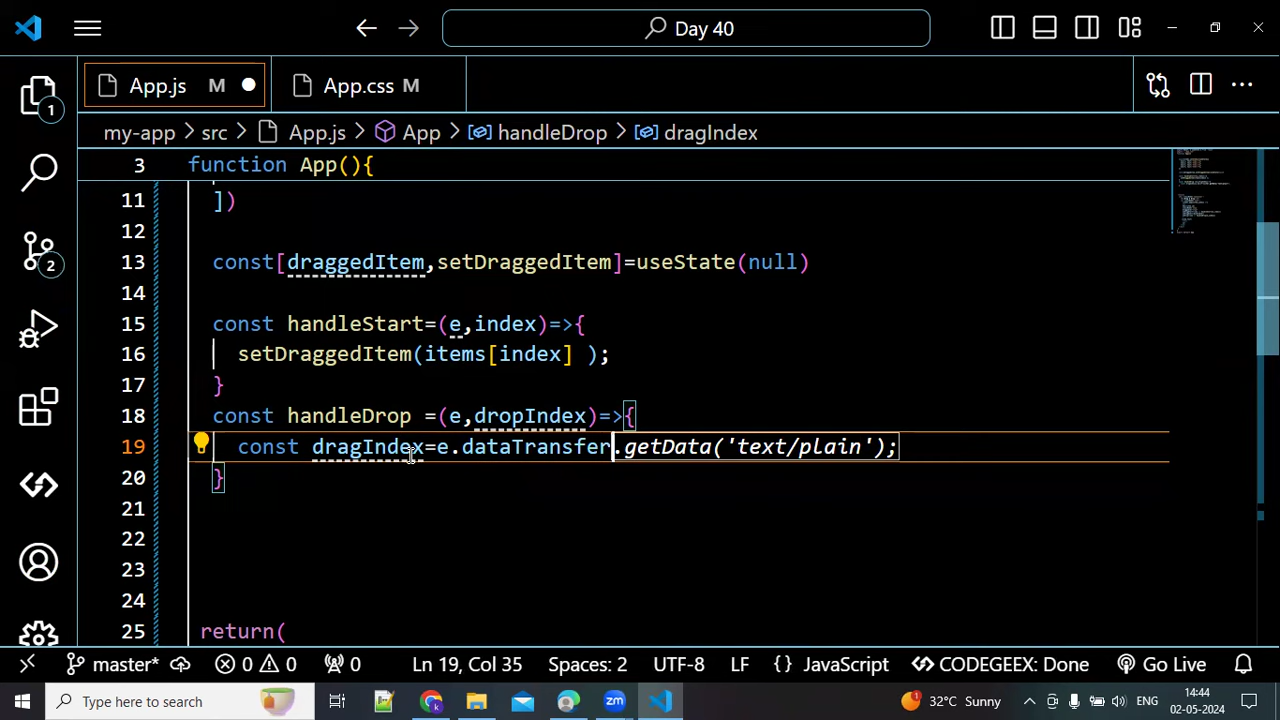 Day 40
App.js M
App.css M
my-app > src > App.js > App > handleDrop > dragIndex
3 function App(){
11 ])
12
13 const[draggedItem,setDraggedItem]=useState(null)
14
15 const handleStart=(e,index)=>{
16 setDraggedItem(items[index] );
17 }
18 const handleDrop =(e,dropIndex)=>{
19 const dragIndex=e.dataTransfer.getData('text/plain');
20 }
21
22
23
24
25 return(
1
2
master* 0 0 0 Ln 19, Col 35 Spaces: 2 UTF-8 LF {} JavaScript CODEGEEX: Done Go Live
Type here to search
zm
32°C Sunny
ENG
14:44
02-05-2024